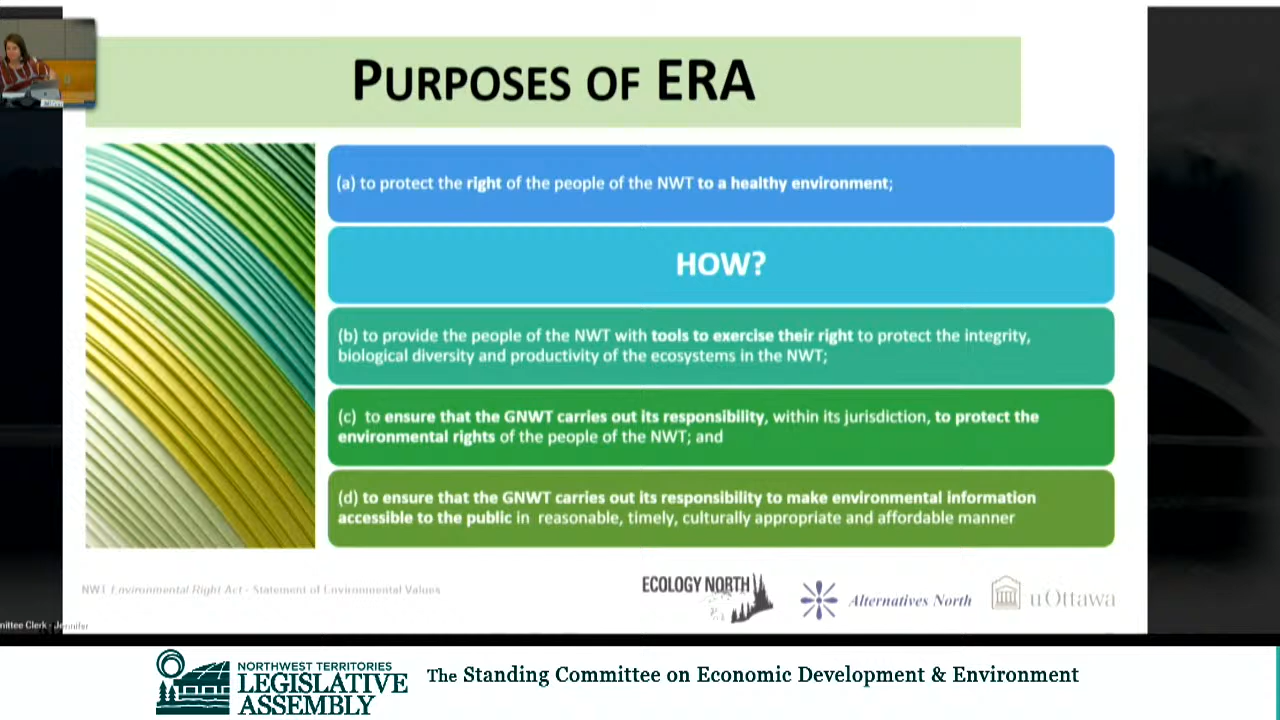 PURPOSES OF ERA
(a) to protect the right of the people of the NWT to a healthy environment;
HOW?
(b) to provide the people of the NWT with tools to exercise their right to protect the integrity,
biological diversity and productivity of the ecosystems in the NWT;
(c) to ensure that the GNWT carries out its responsibility, within its jurisdiction, to protect the
environmental rights of the people of the NWT; and
(d) to ensure that the GNWT carries out its responsibility to make environmental information
accessible to the public in reasonable, timely, culturally appropriate and affordable manner
NWT Environmental Right Act - Statement of Environmental Values
ECOLOGY NORTH
Alternatives North
uOttawa
mittee Clerk - Jennifer
NORTHWEST TERRITORIES
LEGISLATIVE
ASSEMBLY
The Standing Committee on Economic Development & Environment